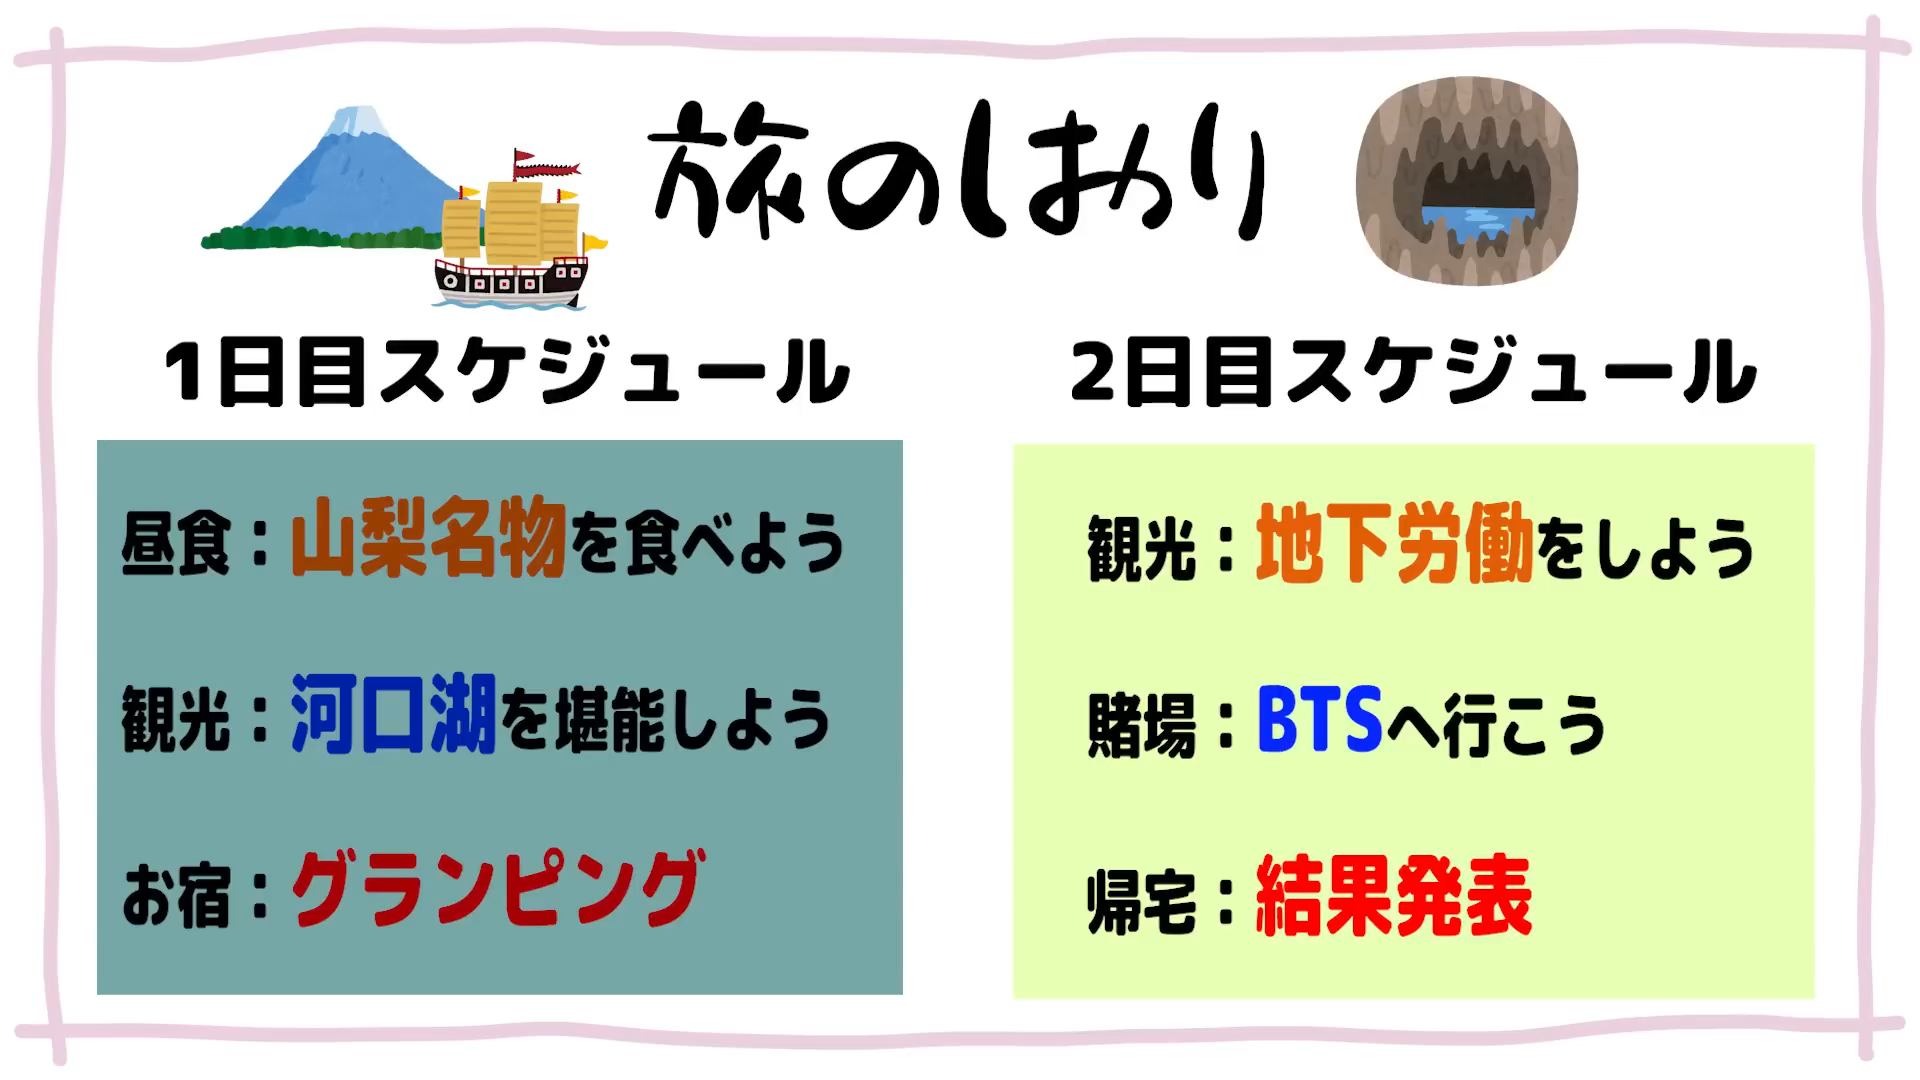 旅のしおり
1日目スケジュール
昼食：山梨名物を食べよう
観光：河口湖を堪能しよう
お宿：グランピング
2日目スケジュール
観光：地下労働をしよう
賭場：BTSへ行こう
帰宅：結果発表